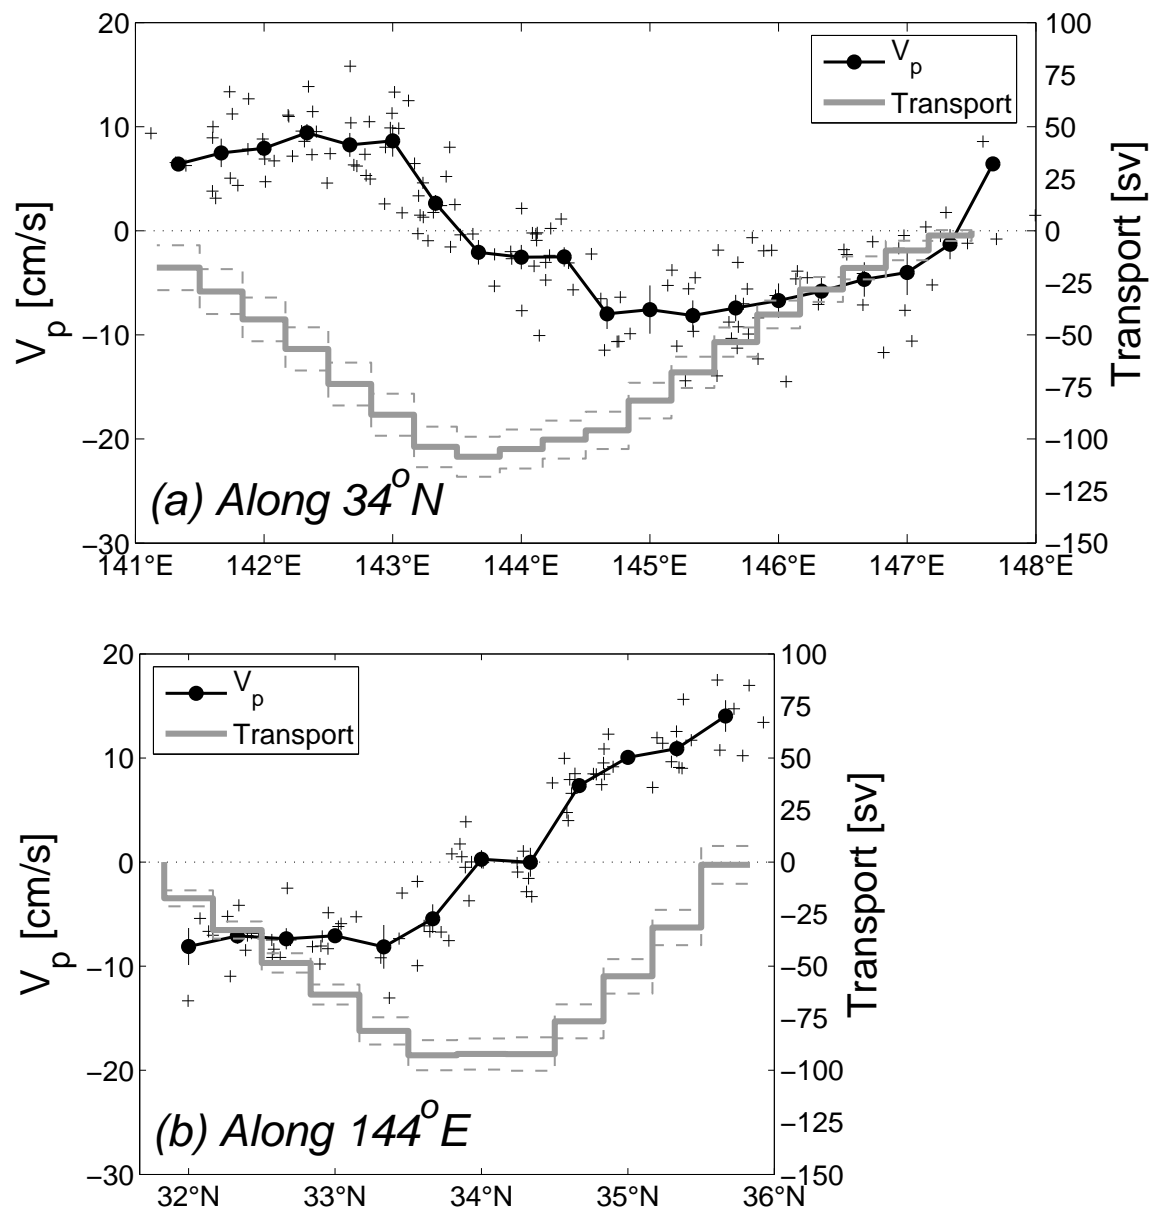 20
10
0
−10
−20
−30
V_p [cm/s]
100
75
50
25
0
−25
−50
−75
−100
−125
−150
Transport [sv]
V_p
Transport
(a) Along 34°N
141°E 142°E 143°E 144°E 145°E 146°E 147°E 148°E
20
10
0
−10
−20
−30
V_p [cm/s]
100
75
50
25
0
−25
−50
−75
−100
−125
−150
Transport [sv]
V_p
Transport
(b) Along 144°E
32°N 33°N 34°N 35°N 36°N